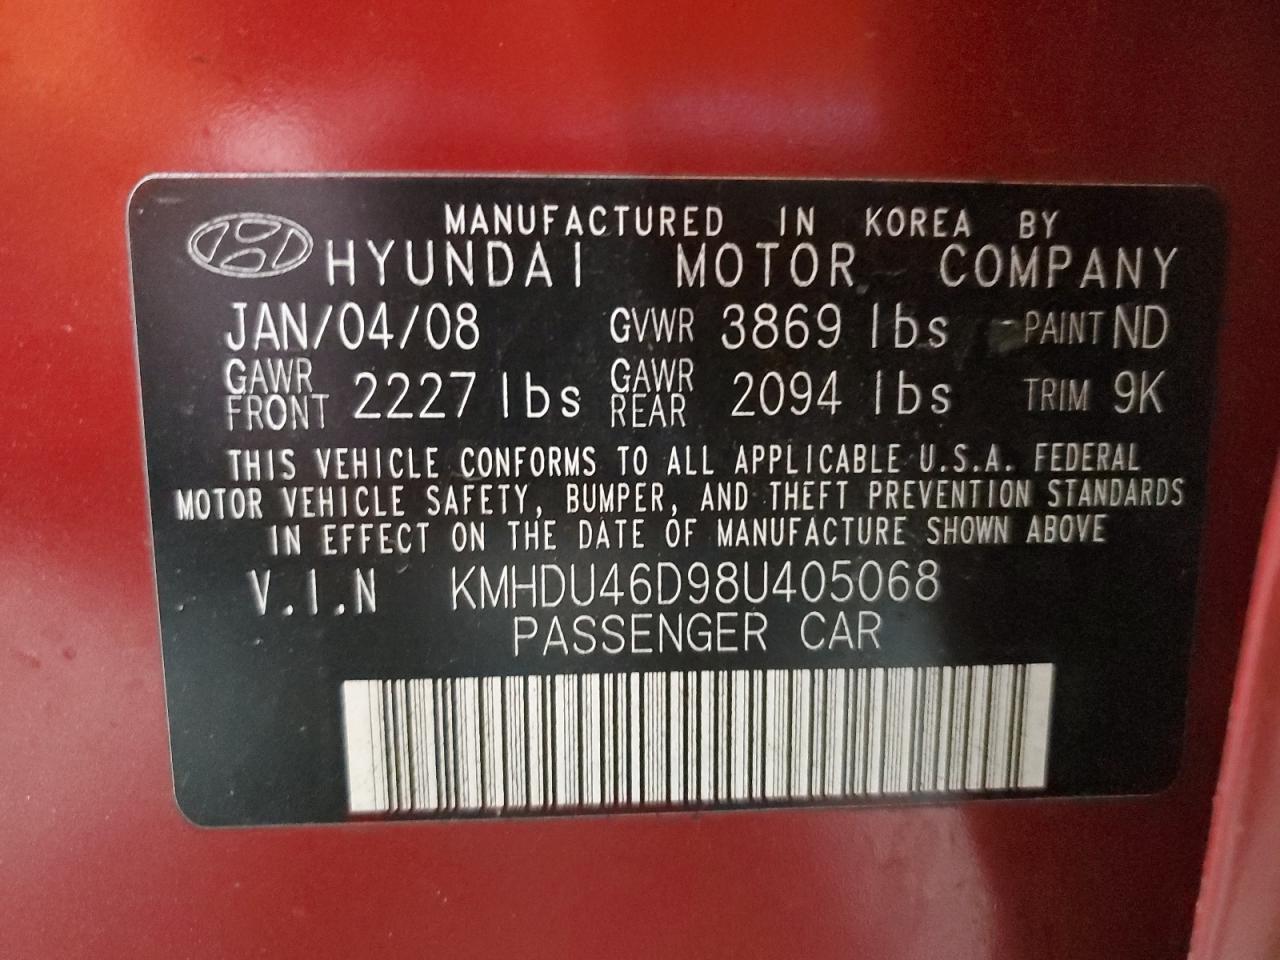 MANUFACTURED IN KOREA BY
HYUNDAI MOTOR COMPANY
JAN/04/08 GVWR 3869 lbs PAINT ND
GAWR FRONT 2227 lbs GAWR REAR 2094 lbs TRIM 9K
THIS VEHICLE CONFORMS TO ALL APPLICABLE U.S.A. FEDERAL
MOTOR VEHICLE SAFETY, BUMPER, AND THEFT PREVENTION STANDARDS
IN EFFECT ON THE DATE OF MANUFACTURE SHOWN ABOVE
V.I.N KMHDU46D98U405068
PASSENGER CAR